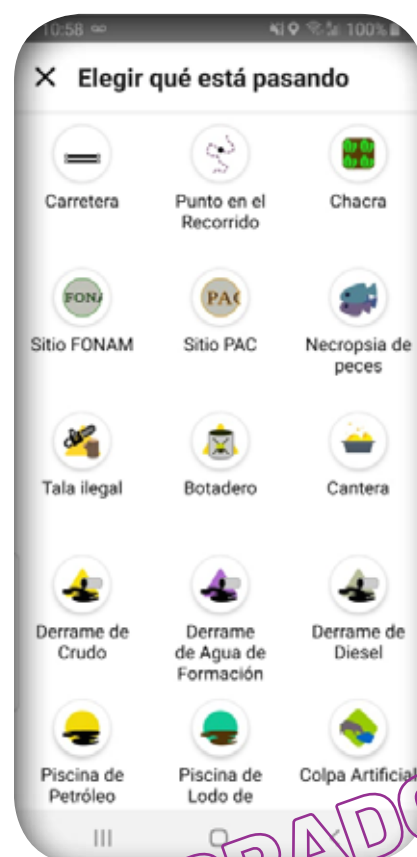 10:58
100%
Elegir qué está pasando
Carretera
Punto en el
Recorrido
Chacra
FONA
PAC
Sitio FONAM
Sitio PAC
Necropsia de
peces
Tala ilegal
Botadero
Cantera
Derrame de
Crudo
Derrame
de Agua de
Formación
Derrame de
Diesel
Piscina de
Petróleo
Piscina de
Lodo de
Colpa Artificial